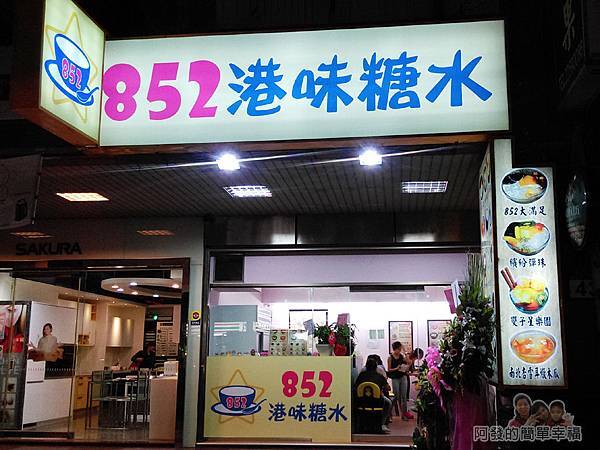 852
852港味糖水
852大滿足
繽紛彈珠
雙子星樂園
南北杏雪耳燉木瓜
SAKURA
852
852
港味糖水
阿發的簡單幸福